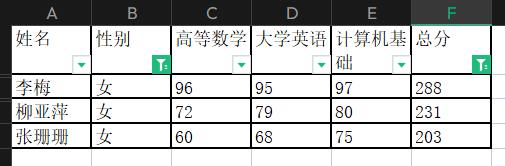 A B C D E F
姓名 性别 高等数学 大学英语 计算机基 总分
础
李梅 女 96 95 97 288
柳亚萍 女 72 79 80 231
张珊珊 女 60 68 75 203